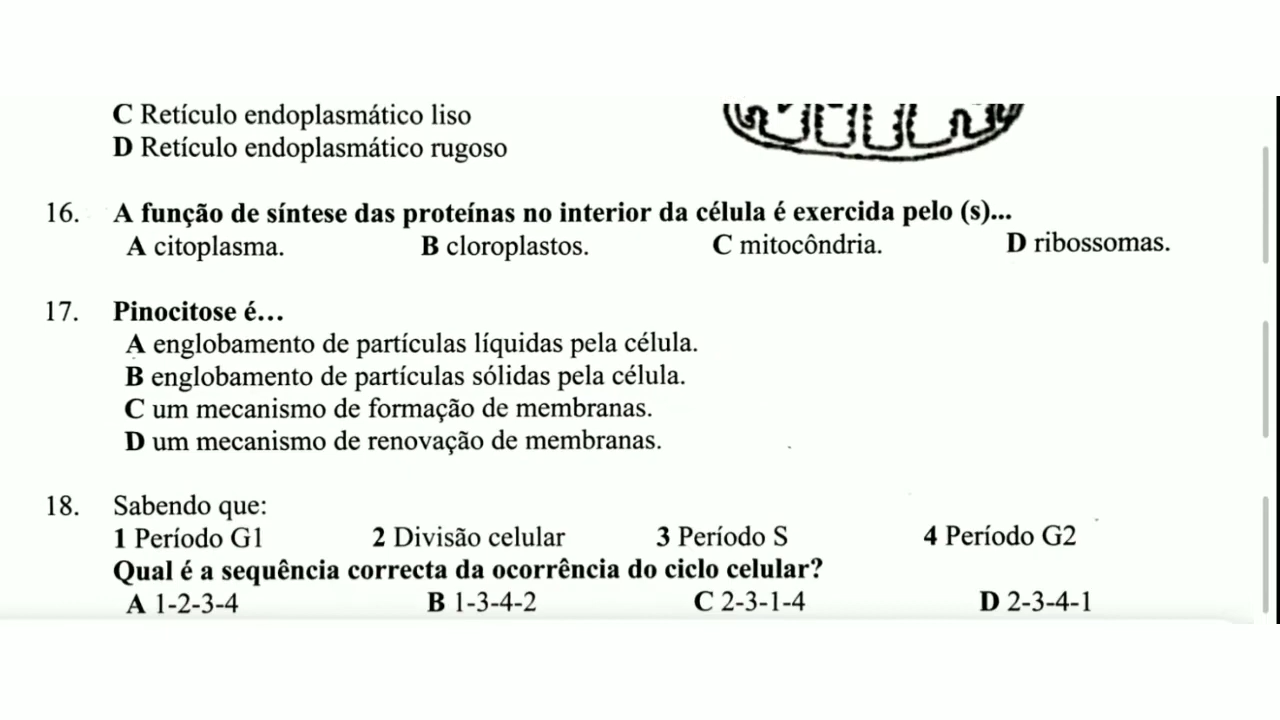 C Retículo endoplasmático liso
D Retículo endoplasmático rugoso
16. A função de síntese das proteínas no interior da célula é exercida pelo (s)...
A citoplasma. B cloroplastos. C mitocôndria. D ribossomas.
17. Pinocitose é...
A englobamento de partículas líquidas pela célula.
B englobamento de partículas sólidas pela célula.
C um mecanismo de formação de membranas.
D um mecanismo de renovação de membranas.
18. Sabendo que:
1 Período G1 2 Divisão celular 3 Período S 4 Período G2
Qual é a sequência correcta da ocorrência do ciclo celular?
A 1-2-3-4 B 1-3-4-2 C 2-3-1-4 D 2-3-4-1